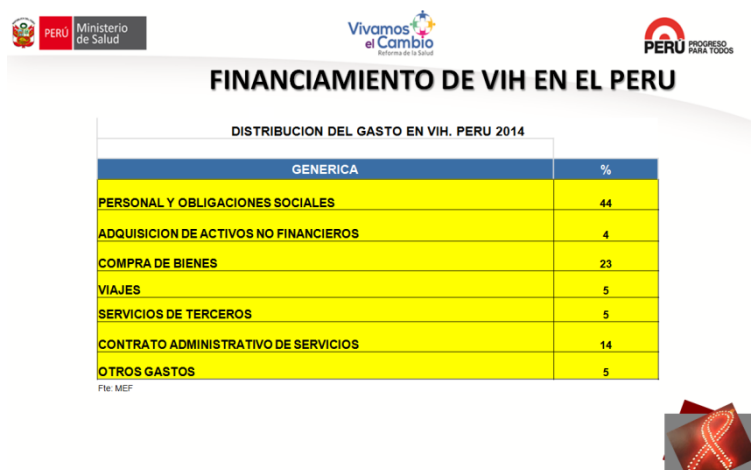 PERÚ Ministerio de Salud
Vivamos el Cambio
Reforma de la Salud
PERÚ PROGRESO PARA TODOS
FINANCIAMIENTO DE VIH EN EL PERU
DISTRIBUCION DEL GASTO EN VIH. PERU 2014
GENERICA %
PERSONAL Y OBLIGACIONES SOCIALES 44
ADQUISICION DE ACTIVOS NO FINANCIEROS 4
COMPRA DE BIENES 23
VIAJES 5
SERVICIOS DE TERCEROS 5
CONTRATO ADMINISTRATIVO DE SERVICIOS 14
OTROS GASTOS 5
Fte: MEF